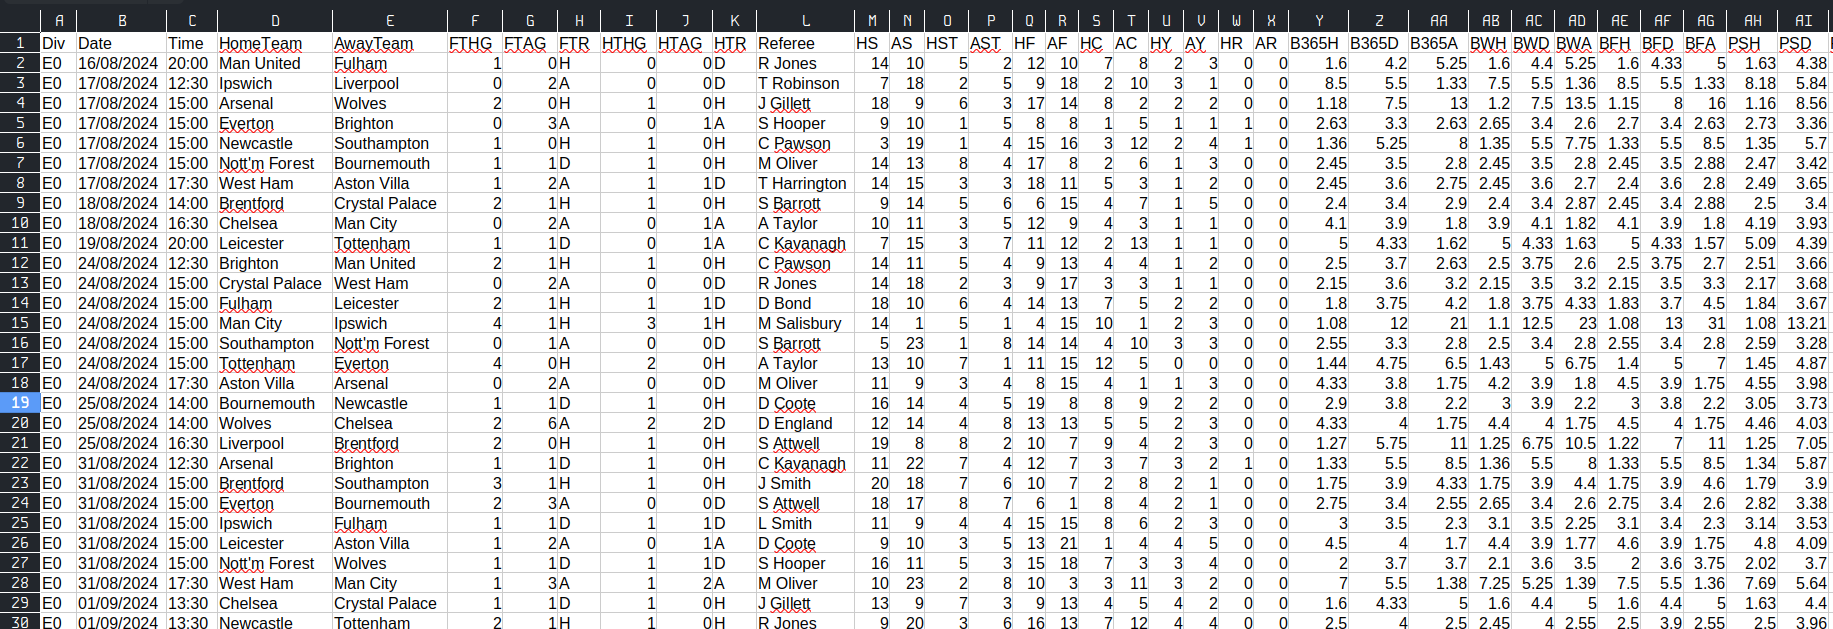 A B C D E F G H I J K L M N O P Q R S T U V W X Y Z AA AB AC AD AE AF AG AH AI
1 Div Date Time HomeTeam AwayTeam FTHG FTAG FTR HTHG HTAG HTR Referee HS AS HST AST HF AF HC AC HY AY HR AR B365H B365D B365A BWH BWD BWA BFH BFD BFA PSH PSD
2 E0 16/08/2024 20:00 Man United Fulham 1 0 H 0 0 D R Jones 14 10 5 2 12 10 7 8 2 3 0 0 1.6 4.2 5.25 1.6 4.4 5.25 1.6 4.33 5 1.63 4.38
3 E0 17/08/2024 12:30 Ipswich Liverpool 0 2 A 0 0 D T Robinson 7 18 2 5 9 18 2 10 3 1 0 0 8.5 5.5 1.33 7.5 5.5 1.36 8.5 5.5 1.33 8.18 5.84
4 E0 17/08/2024 15:00 Arsenal Wolves 2 0 H 1 0 H J Gillett 18 9 6 3 17 14 8 2 2 2 0 0 1.18 7.5 13 1.2 7.5 13.5 1.15 8 16 1.16 8.56
5 E0 17/08/2024 15:00 Everton Brighton 0 3 A 0 1 A S Hooper 9 10 1 5 8 8 1 5 1 1 1 0 2.63 3.3 2.63 2.65 3.4 2.6 2.7 3.4 2.63 2.73 3.36
6 E0 17/08/2024 15:00 Newcastle Southampton 1 0 H 1 0 H C Pawson 3 19 1 4 15 16 3 12 2 4 1 0 1.36 5.25 8 1.35 5.5 7.75 1.33 5.5 8.5 1.35 5.7
7 E0 17/08/2024 15:00 Nott'm Forest Bournemouth 1 1 D 1 0 H M Oliver 14 13 8 4 17 8 2 6 1 3 0 0 2.45 3.5 2.8 2.45 3.5 2.8 2.45 3.5 2.88 2.47 3.42
8 E0 17/08/2024 17:30 West Ham Aston Villa 1 2 A 1 1 D T Harrington 14 15 3 3 18 11 5 3 1 2 0 0 2.45 3.6 2.75 2.45 3.6 2.7 2.4 3.6 2.8 2.49 3.65
9 E0 18/08/2024 14:00 Brentford Crystal Palace 2 1 H 1 0 H S Barrott 9 14 5 6 6 15 4 7 1 5 0 0 2.4 3.4 2.9 2.4 3.4 2.87 2.45 3.4 2.88 2.5 3.4
10 E0 18/08/2024 16:30 Chelsea Man City 0 2 A 0 1 A A Taylor 10 11 3 5 12 9 4 3 1 1 0 0 4.1 3.9 1.8 3.9 4.1 1.82 4.1 3.9 1.8 4.19 3.93
11 E0 19/08/2024 20:00 Leicester Tottenham 1 1 D 0 1 A C Kavanagh 7 15 3 7 11 12 2 13 1 1 0 0 5 4.33 1.62 5 4.33 1.63 5 4.33 1.57 5.09 4.39
12 E0 24/08/2024 12:30 Brighton Man United 2 1 H 1 0 H C Pawson 14 11 5 4 9 13 4 4 1 2 0 0 2.5 3.7 2.63 2.5 3.75 2.6 2.5 3.75 2.7 2.51 3.66
13 E0 24/08/2024 15:00 Crystal Palace West Ham 0 2 A 0 0 D R Jones 14 18 2 3 9 17 3 3 1 1 0 0 2.15 3.6 3.2 2.15 3.5 3.2 2.15 3.5 3.3 2.17 3.68
14 E0 24/08/2024 15:00 Fulham Leicester 2 1 H 1 1 D D Bond 18 10 6 4 14 13 7 5 2 2 0 0 1.8 3.75 4.2 1.8 3.75 4.33 1.83 3.7 4.5 1.84 3.67
15 E0 24/08/2024 15:00 Man City Ipswich 4 1 H 3 1 H M Salisbury 14 1 5 1 4 15 10 1 2 3 0 0 1.08 12 21 1.1 12.5 23 1.08 13 31 1.08 13.21
16 E0 24/08/2024 15:00 Southampton Nott'm Forest 0 1 A 0 0 D S Barrott 5 23 1 8 14 14 4 10 3 3 0 0 2.55 3.3 2.8 2.5 3.4 2.8 2.55 3.4 2.8 2.59 3.28
17 E0 24/08/2024 15:00 Tottenham Everton 4 0 H 2 0 H A Taylor 13 10 7 1 11 15 12 5 0 0 0 0 1.44 4.75 6.5 1.43 5 6.75 1.4 5 7 1.45 4.87
18 E0 24/08/2024 17:30 Aston Villa Arsenal 0 2 A 0 0 D M Oliver 11 9 3 4 8 15 4 1 1 3 0 0 4.33 3.8 1.75 4.2 3.9 1.8 4.5 3.9 1.75 4.55 3.98
19 E0 25/08/2024 14:00 Bournemouth Newcastle 1 1 D 1 0 H D Coote 16 14 4 5 19 8 8 9 2 2 0 0 2.9 3.8 2.2 3 3.9 2.2 3 3.8 2.2 3.05 3.73
20 E0 25/08/2024 14:00 Wolves Chelsea 2 6 A 2 2 D D England 12 14 4 8 13 13 5 5 2 3 0 0 4.33 4 1.75 4.4 4 1.75 4.5 4 1.75 4.46 4.03
21 E0 25/08/2024 16:30 Liverpool Brentford 2 0 H 1 0 H S Attwell 19 8 8 2 10 7 9 4 2 3 0 0 1.27 5.75 11 1.25 6.75 10.5 1.22 7 11 1.25 7.05
22 E0 31/08/2024 12:30 Arsenal Brighton 1 1 D 1 0 H C Kavanagh 11 22 7 4 12 7 3 7 3 2 1 0 1.33 5.5 8.5 1.36 5.5 8 1.33 5.5 8.5 1.34 5.87
23 E0 31/08/2024 15:00 Brentford Southampton 3 1 H 1 0 H J Smith 20 18 7 6 10 7 2 8 2 1 0 0 1.75 3.9 4.33 1.75 3.9 4.4 1.75 3.9 4.6 1.79 3.9
24 E0 31/08/2024 15:00 Everton Bournemouth 2 3 A 0 0 D S Attwell 18 17 8 7 6 1 8 4 2 1 0 0 2.75 3.4 2.55 2.65 3.4 2.6 2.75 3.4 2.6 2.82 3.38
25 E0 31/08/2024 15:00 Ipswich Fulham 1 1 D 1 1 D L Smith 11 9 4 4 15 15 8 6 2 3 0 0 3 3.5 2.3 3.1 3.5 2.25 3.1 3.4 2.3 3.14 3.53
26 E0 31/08/2024 15:00 Leicester Aston Villa 1 2 A 0 1 A D Coote 9 10 3 5 13 21 1 4 4 5 0 0 4.5 4 1.7 4.4 3.9 1.77 4.6 3.9 1.75 4.8 4.09
27 E0 31/08/2024 15:00 Nott'm Forest Wolves 1 1 D 1 1 D S Hooper 16 11 5 3 15 18 7 3 3 4 0 0 2 3.7 3.7 2.1 3.6 3.5 2 3.6 3.75 2.02 3.7
28 E0 31/08/2024 17:30 West Ham Man City 1 3 A 1 2 A M Oliver 10 23 2 8 10 3 3 11 3 2 0 0 7 5.5 1.38 7.25 5.25 1.39 7.5 5.5 1.36 7.69 5.64
29 E0 01/09/2024 13:30 Chelsea Crystal Palace 1 1 D 1 0 H J Gillett 13 9 7 3 9 13 4 5 4 2 0 0 1.6 4.33 5 1.6 4.4 5 1.6 4.4 5 1.63 4.4
30 E0 01/09/2024 13:30 Newcastle Tottenham 2 1 H 1 0 H R Jones 9 20 3 6 16 13 7 12 4 4 0 0 2.5 4 2.5 2.45 4 2.55 2.5 3.9 2.55 2.5 3.96